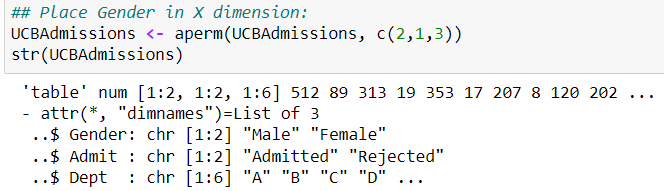 ## Place Gender in X dimension:
UCBAdmissions <- aperm(UCBAdmissions, c(2,1,3))
str(UCBAdmissions)
'table' num [1:2, 1:2, 1:6] 512 89 313 19 353 17 207 8 120 202 ...
- attr(*, "dimnames")=List of 3
..$ Gender: chr [1:2] "Male" "Female"
..$ Admit : chr [1:2] "Admitted" "Rejected"
..$ Dept  : chr [1:6] "A" "B" "C" "D" ...